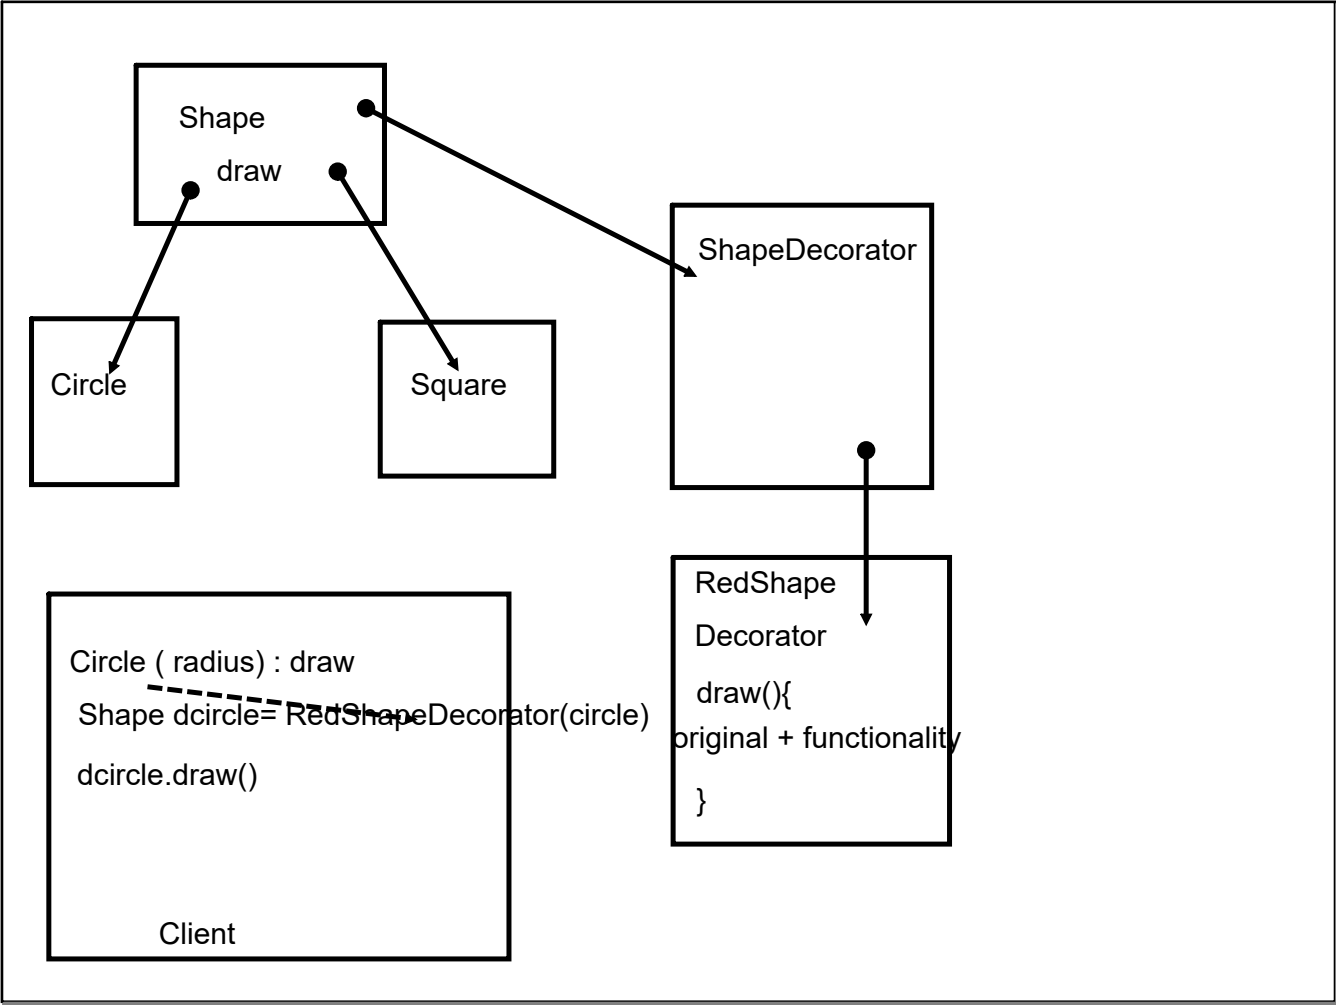 Shape
draw
ShapeDecorator
Circle
Square
RedShape
Decorator
draw(){
original + functionality
}
Circle ( radius) : draw
Shape dcircle= RedShapeDecorator(circle)
dcircle.draw()
Client